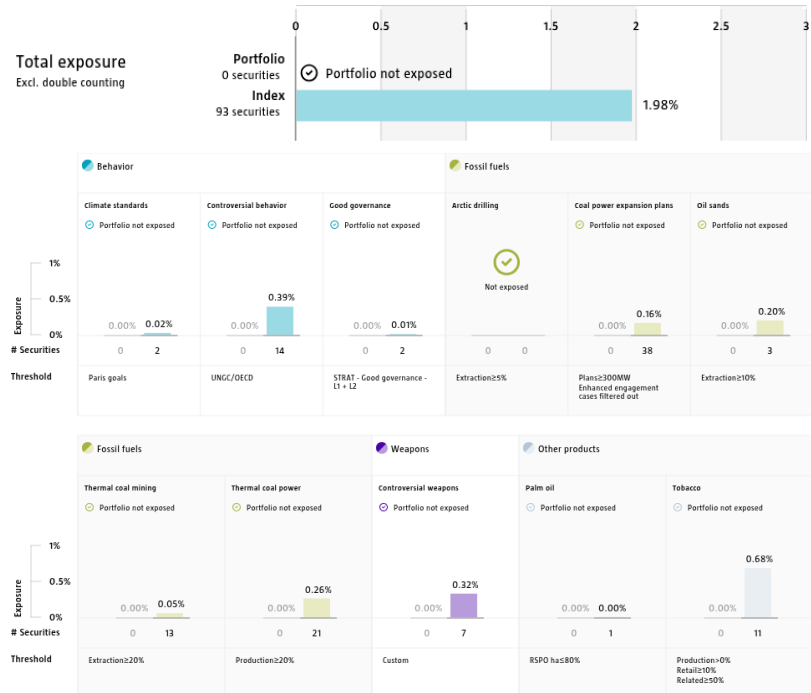 0 0.5 1 1.5 2 2.5 3
Total exposure
Excl. double counting
Portfolio
0 securities
Portfolio not exposed
Index
93 securities
1.98%
Behavior
Fossil fuels
Climate standards
Controversial behavior
Good governance
Arctic drilling
Coal power expansion plans
Oil sands
Portfolio not exposed
Portfolio not exposed
Portfolio not exposed
Portfolio not exposed
Portfolio not exposed
Not exposed
Exposure
1%
0.5%
0%
0.00% 0.02%
0.00% 0.39%
0.00% 0.01%
0.00% 0.16%
0.00% 0.20%
# Securities
0 2
0 14
0 2
0 0
0 38
0 3
Threshold
Paris goals
UNGC/OECD
STRAT - Good governance -
L1 + L2
Extraction≥5%
Plans≥300MW
Enhanced engagement
cases filtered out
Extraction≥10%
Fossil fuels
Weapons
Other products
Thermal coal mining
Thermal coal power
Controversial weapons
Palm oil
Tobacco
Portfolio not exposed
Portfolio not exposed
Portfolio not exposed
Portfolio not exposed
Portfolio not exposed
Exposure
1%
0.5%
0%
0.00% 0.05%
0.00% 0.26%
0.00% 0.32%
0.00% 0.00%
0.00% 0.68%
# Securities
0 13
0 21
0 7
0 1
0 11
Threshold
Extraction≥20%
Production≥20%
Custom
RSPO ha≤80%
Production>0%
Retail≥10%
Related≥50%